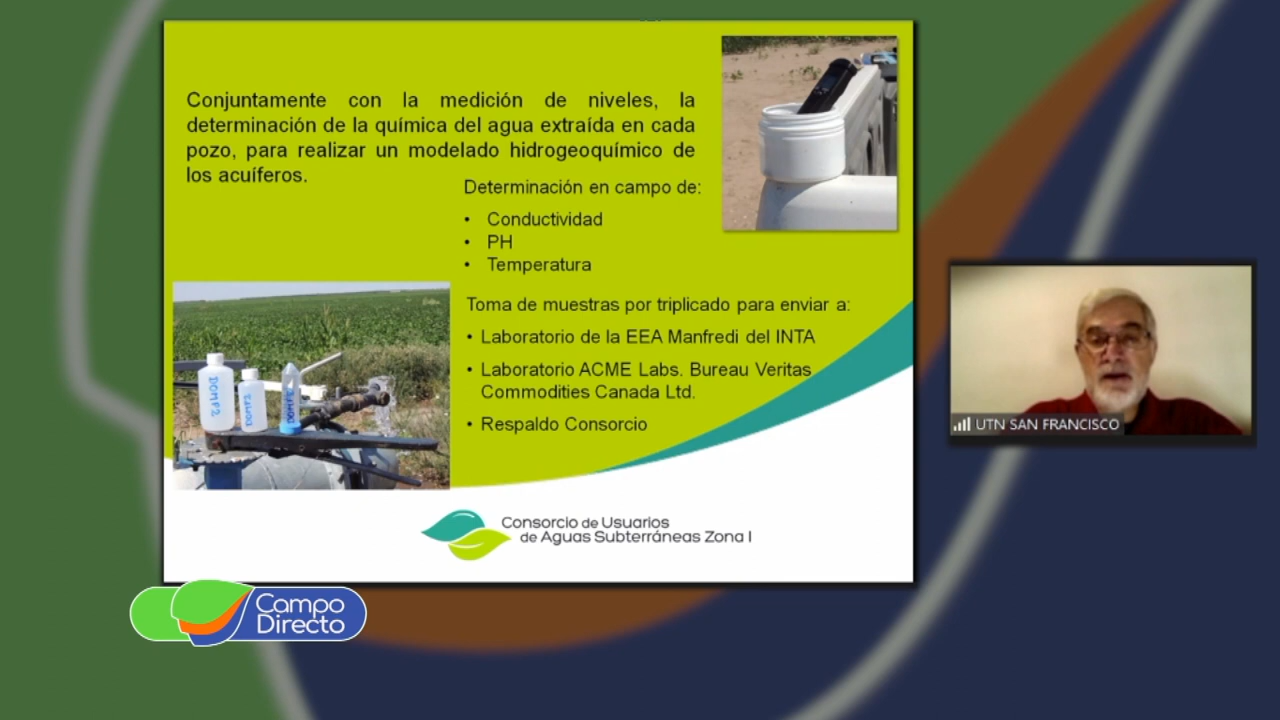 Conjuntamente con la medición de niveles, la
determinación de la química del agua extraída en cada
pozo, para realizar un modelado hidrogeoquímico de
los acuíferos.
Determinación en campo de:
• Conductividad
• PH
• Temperatura
Toma de muestras por triplicado para enviar a:
• Laboratorio de la EEA Manfredi del INTA
• Laboratorio ACME Labs. Bureau Veritas
Commodities Canada Ltd.
• Respaldo Consorcio
Consorcio de Usuarios
de Aguas Subterráneas Zona I
UTN SAN FRANCISCO
Campo
Directo